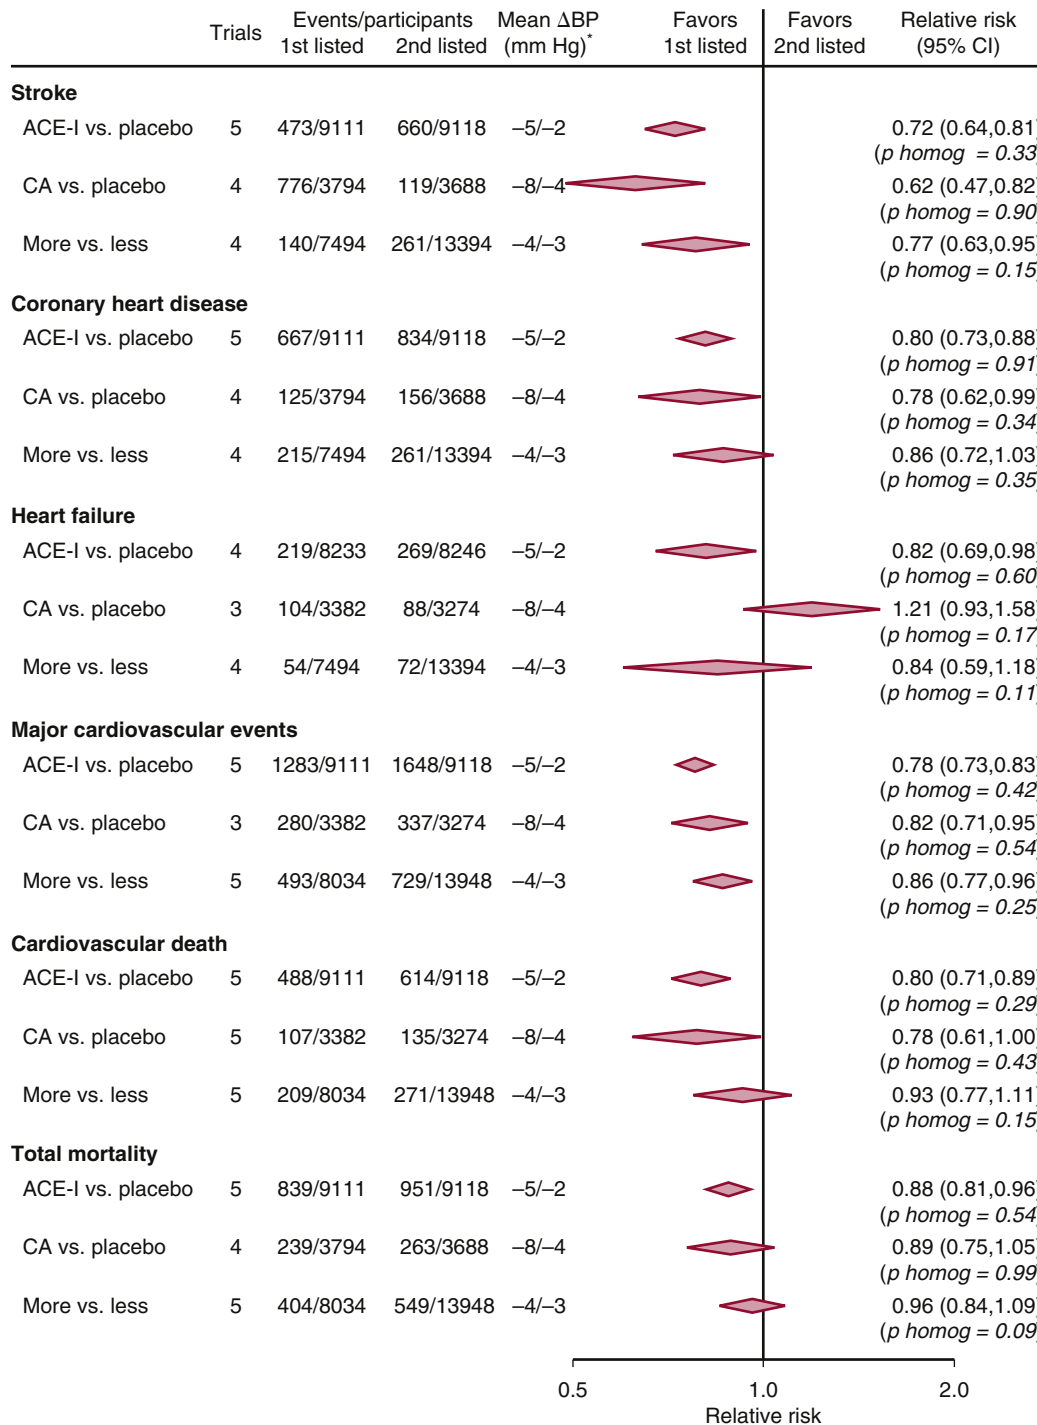 Trials Events/participants Mean ΔBP Favors Favors Relative risk
1st listed 2nd listed (mm Hg)* 1st listed 2nd listed (95% CI)
Stroke
ACE-I vs. placebo 5 473/9111 660/9118 –5/–2 0.72 (0.64,0.81)
(p homog = 0.33)
CA vs. placebo 4 776/3794 119/3688 –8/–4 0.62 (0.47,0.82)
(p homog = 0.90)
More vs. less 4 140/7494 261/13394 –4/–3 0.77 (0.63,0.95)
(p homog = 0.15)
Coronary heart disease
ACE-I vs. placebo 5 667/9111 834/9118 –5/–2 0.80 (0.73,0.88)
(p homog = 0.91)
CA vs. placebo 4 125/3794 156/3688 –8/–4 0.78 (0.62,0.99)
(p homog = 0.34)
More vs. less 4 215/7494 261/13394 –4/–3 0.86 (0.72,1.03)
(p homog = 0.35)
Heart failure
ACE-I vs. placebo 4 219/8233 269/8246 –5/–2 0.82 (0.69,0.98)
(p homog = 0.60)
CA vs. placebo 3 104/3382 88/3274 –8/–4 1.21 (0.93,1.58)
(p homog = 0.17)
More vs. less 4 54/7494 72/13394 –4/–3 0.84 (0.59,1.18)
(p homog = 0.11)
Major cardiovascular events
ACE-I vs. placebo 5 1283/9111 1648/9118 –5/–2 0.78 (0.73,0.83)
(p homog = 0.42)
CA vs. placebo 3 280/3382 337/3274 –8/–4 0.82 (0.71,0.95)
(p homog = 0.54)
More vs. less 5 493/8034 729/13948 –4/–3 0.86 (0.77,0.96)
(p homog = 0.25)
Cardiovascular death
ACE-I vs. placebo 5 488/9111 614/9118 –5/–2 0.80 (0.71,0.89)
(p homog = 0.29)
CA vs. placebo 5 107/3382 135/3274 –8/–4 0.78 (0.61,1.00)
(p homog = 0.43)
More vs. less 5 209/8034 271/13948 –4/–3 0.93 (0.77,1.11)
(p homog = 0.15)
Total mortality
ACE-I vs. placebo 5 839/9111 951/9118 –5/–2 0.88 (0.81,0.96)
(p homog = 0.54)
CA vs. placebo 4 239/3794 263/3688 –8/–4 0.89 (0.75,1.05)
(p homog = 0.99)
More vs. less 5 404/8034 549/13948 –4/–3 0.96 (0.84,1.09)
(p homog = 0.09)
0.5 1.0 2.0
Relative risk